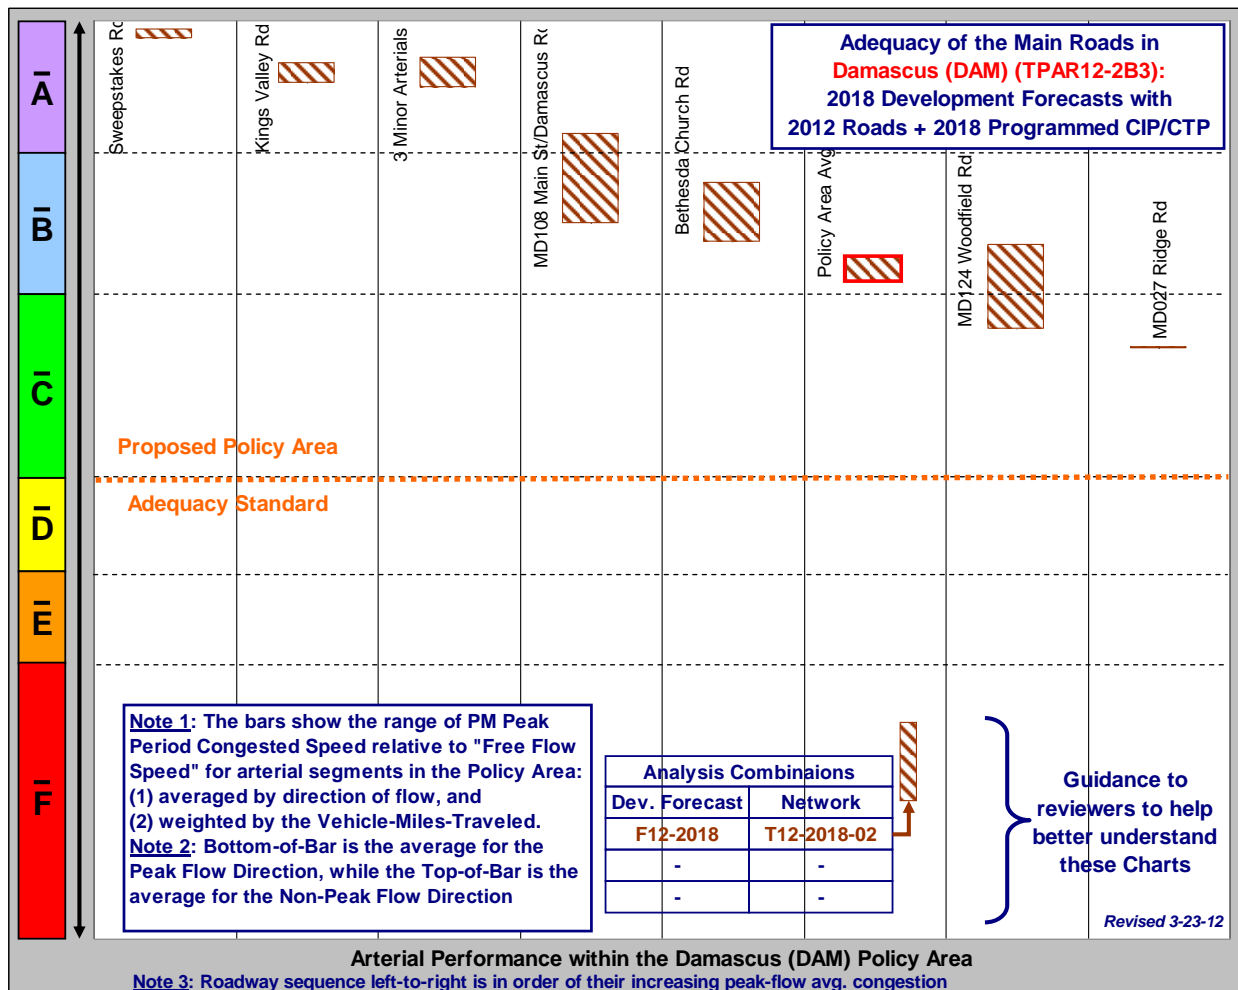 Adequacy of the Main Roads in
Damascus (DAM) (TPAR12-2B3):
2018 Development Forecasts with
2012 Roads + 2018 Programmed CIP/CTP
A
B
C
D
E
F
Sweepstakes Rd
Kings Valley Rd
3 Minor Arterials
MD108 Main St/Damascus Rd
Bethesda Church Rd
Policy Area Avg
MD124 Woodfield Rd
MD027 Ridge Rd
Proposed Policy Area
Adequacy Standard
Note 1: The bars show the range of PM Peak
Period Congested Speed relative to "Free Flow
Speed" for arterial segments in the Policy Area:
(1) averaged by direction of flow, and
(2) weighted by the Vehicle-Miles-Traveled.
Note 2: Bottom-of-Bar is the average for the
Peak Flow Direction, while the Top-of-Bar is the
average for the Non-Peak Flow Direction
Analysis Combinaions
Dev. Forecast Network
F12-2018 T12-2018-02
- -
- -
Guidance to
reviewers to help
better understand
these Charts
Revised 3-23-12
Arterial Performance within the Damascus (DAM) Policy Area
Note 3: Roadway sequence left-to-right is in order of their increasing peak-flow avg. congestion